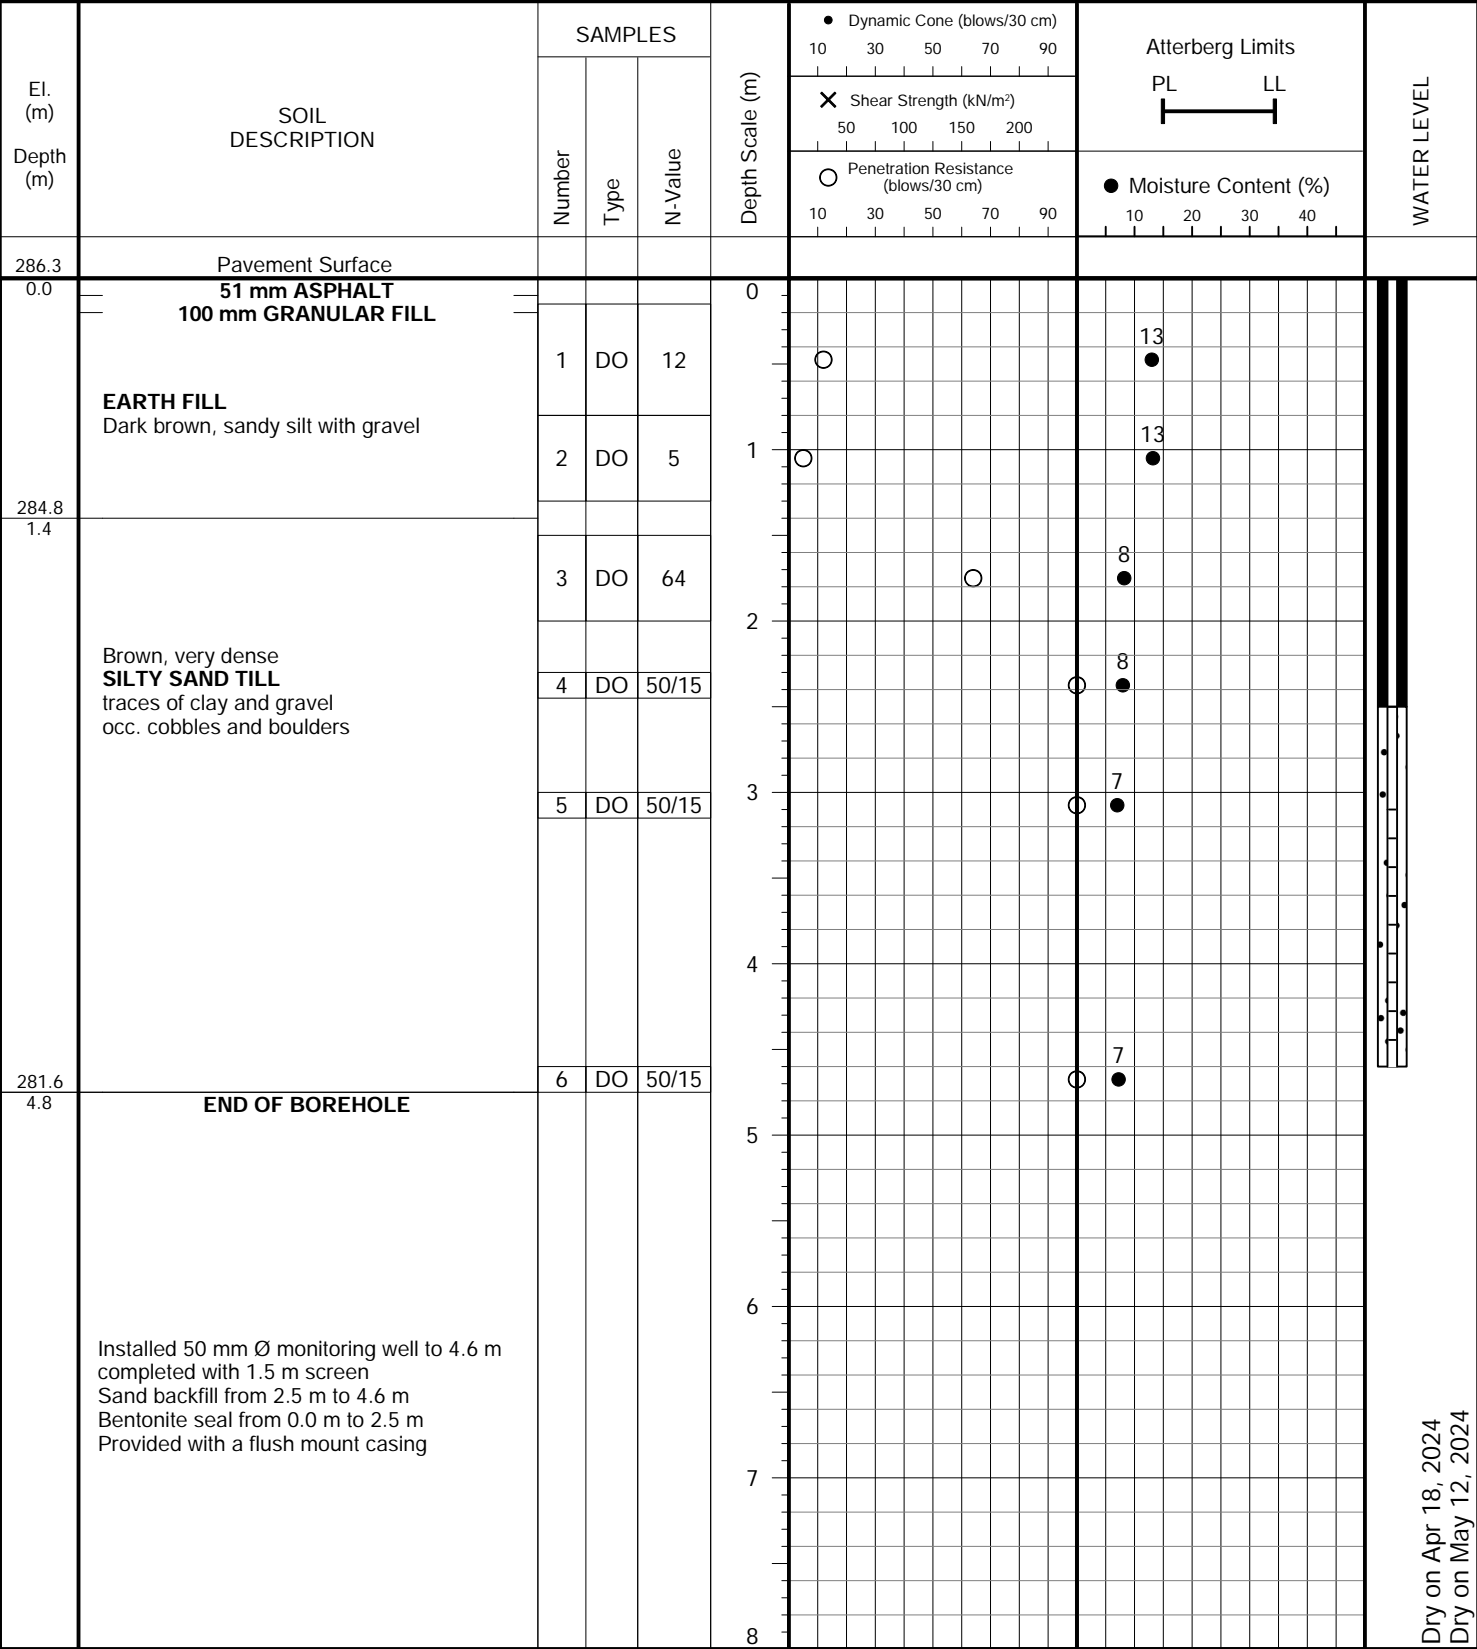 El.
(m)
Depth
(m)
SOIL
DESCRIPTION
SAMPLES
Number
Type
N-Value
Depth Scale (m)
Dynamic Cone (blows/30 cm)
10 30 50 70 90
Shear Strength (kN/m²)
50 100 150 200
Penetration Resistance
(blows/30 cm)
10 30 50 70 90
Atterberg Limits
PL LL
Moisture Content (%)
10 20 30 40
WATER LEVEL
286.3 Pavement Surface
0.0 51 mm ASPHALT 0
100 mm GRANULAR FILL
13
1 DO 12
EARTH FILL
Dark brown, sandy silt with gravel
13
2 DO 5 1
284.8
1.4
8
3 DO 64
2
Brown, very dense
SILTY SAND TILL
traces of clay and gravel
occ. cobbles and boulders
8
4 DO 50/15
7
5 DO 50/15 3
4
7
6 DO 50/15
281.6
4.8 END OF BOREHOLE
5
6
Installed 50 mm Ø monitoring well to 4.6 m
completed with 1.5 m screen
Sand backfill from 2.5 m to 4.6 m
Bentonite seal from 0.0 m to 2.5 m
Provided with a flush mount casing
7
8
Dry on Apr 18, 2024
Dry on May 12, 2024